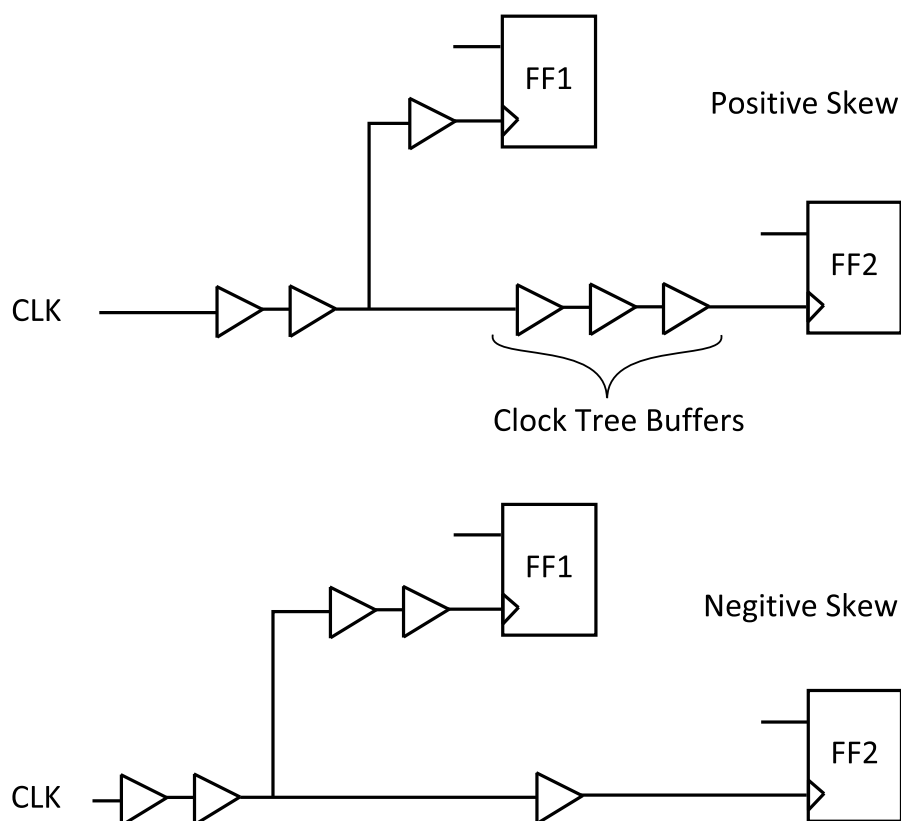 FF1
Positive Skew
FF2
CLK
Clock Tree Buffers
FF1
Negitive Skew
FF2
CLK